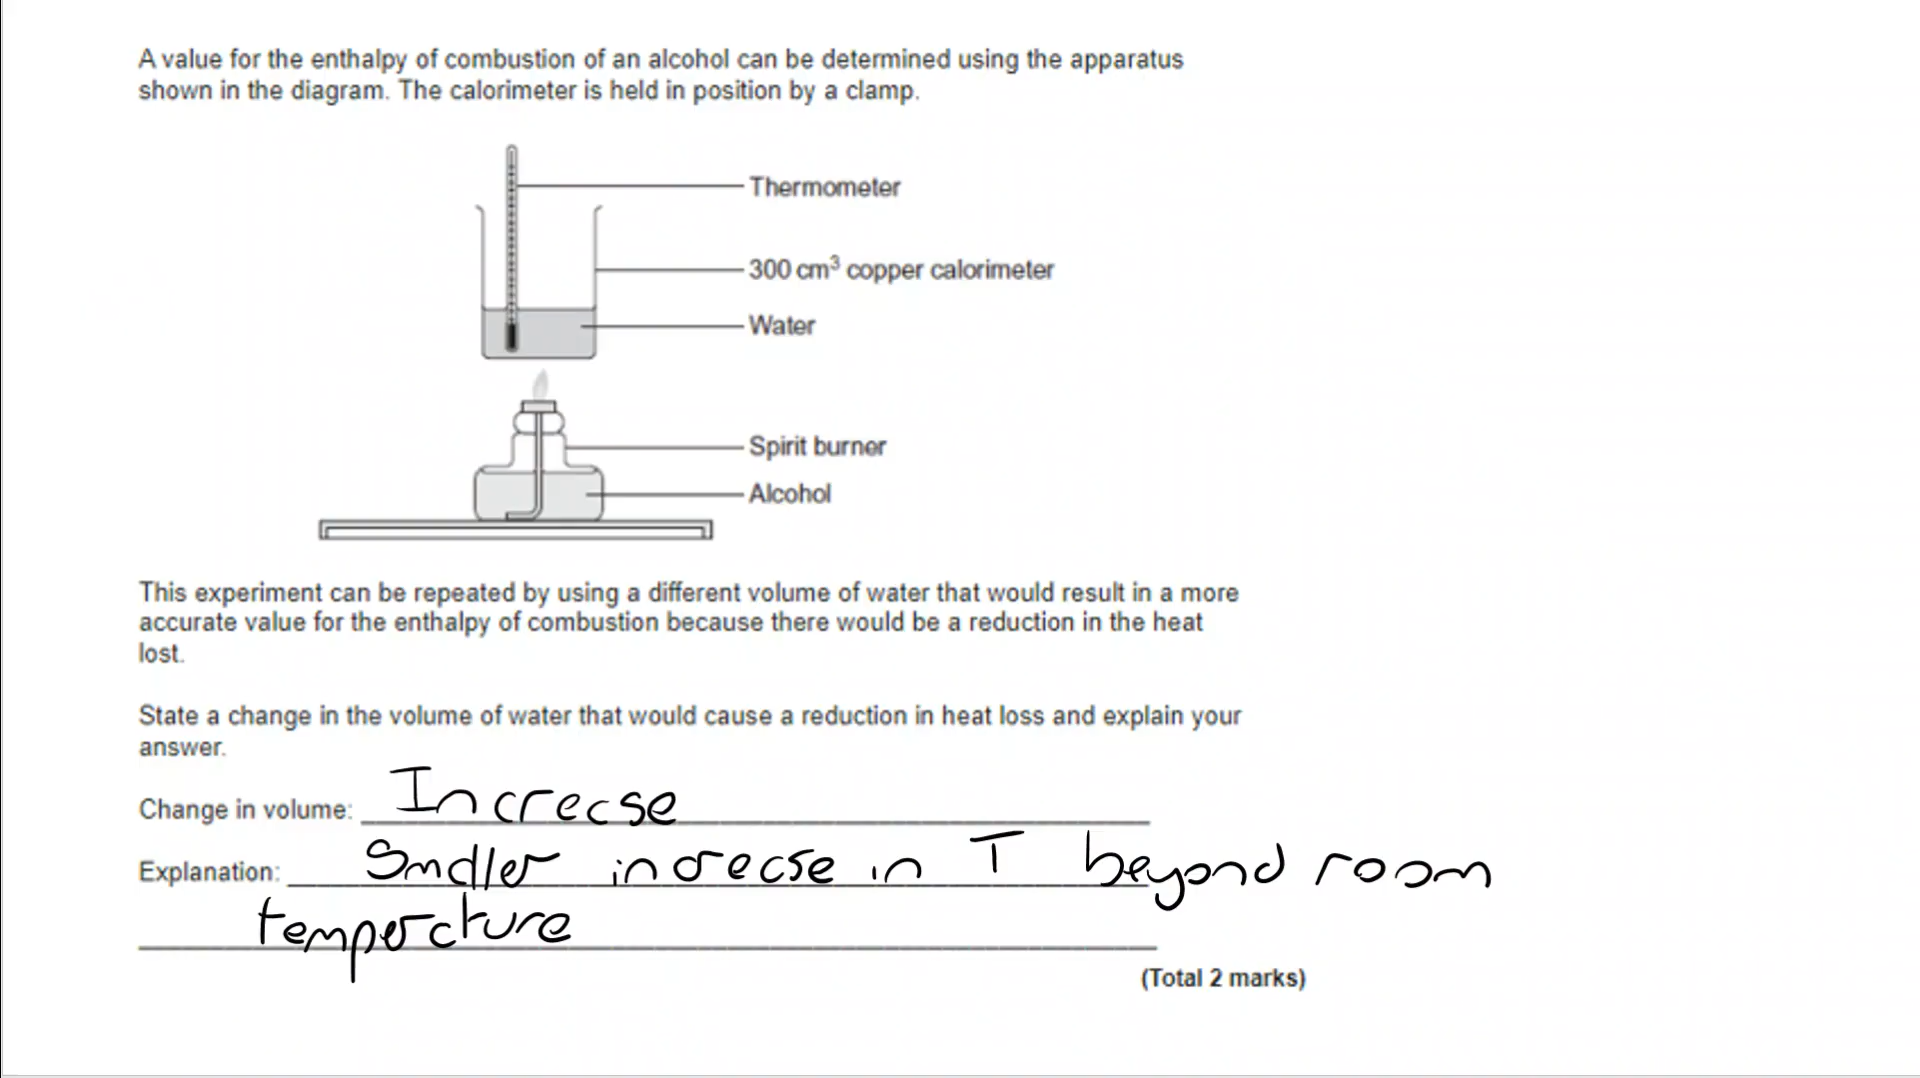 A value for the enthalpy of combustion of an alcohol can be determined using the apparatus
shown in the diagram. The calorimeter is held in position by a clamp.
Thermometer
300 cm³ copper calorimeter
Water
Spirit burner
Alcohol
This experiment can be repeated by using a different volume of water that would result in a more
accurate value for the enthalpy of combustion because there would be a reduction in the heat
lost.
State a change in the volume of water that would cause a reduction in heat loss and explain your
answer.
Change in volume: Increase
Explanation: Smaller increase in T beyond room
temperature
(Total 2 marks)